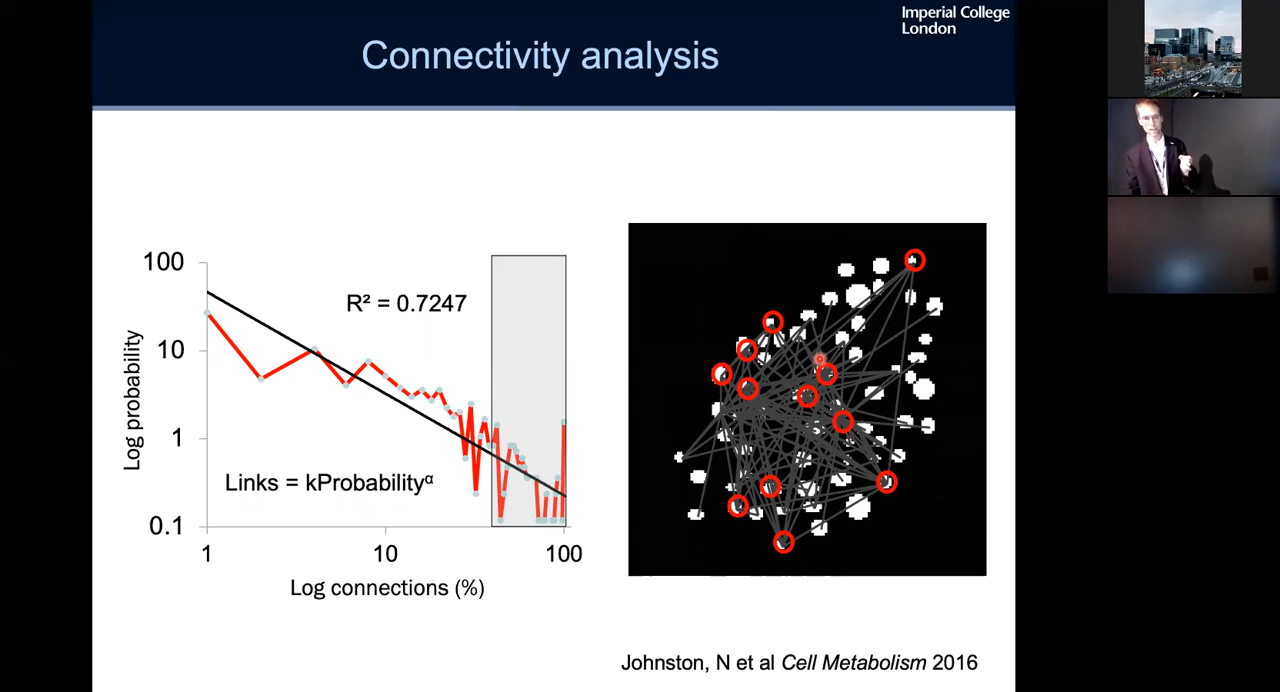 Imperial College
London
Connectivity analysis
100
10
1
0.1
Log probability
R² = 0.7247
Links = kProbabilityᵅ
1
10
100
Log connections (%)
Johnston, N et al Cell Metabolism 2016